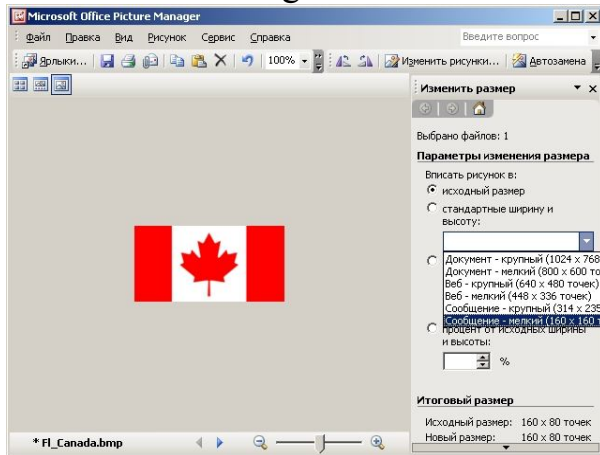 Microsoft Office Picture Manager
Файл Правка Вид Рисунок Сервис Справка Введите вопрос
Ярлыки... 100% Изменить рисунки... Автозамена
Изменить размер
Выбрано файлов: 1
Параметры изменения размера
Вписать рисунок в:
исходный размер
стандартные ширину и
высоту:
Документ - крупный (1024 x 768
Документ - мелкий (800 x 600 то
Веб - крупный (640 x 480 точек)
Веб - мелкий (448 x 336 точек)
Сообщение - крупный (314 x 235
Сообщение - мелкий (160 x 160 т
процент от исходных ширины
и высоты:
%
Итоговый размер
Исходный размер: 160 x 80 точек
Новый размер: 160 x 80 точек
* Fl_Canada.bmp